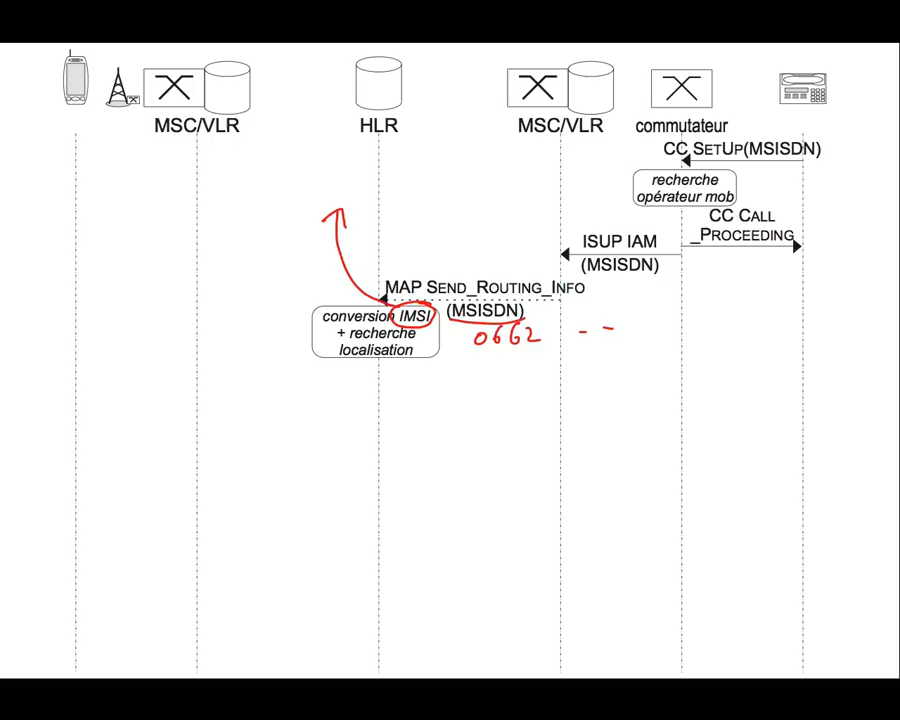 MSC/VLR
HLR
MSC/VLR
commutateur
CC SETUP(MSISDN)
recherche
opérateur mob
CC CALL
_PROCEEDING
ISUP IAM
(MSISDN)
MAP SEND_ROUTING_INFO
(MSISDN)
conversion IMSI
+ recherche
localisation
0662 - -